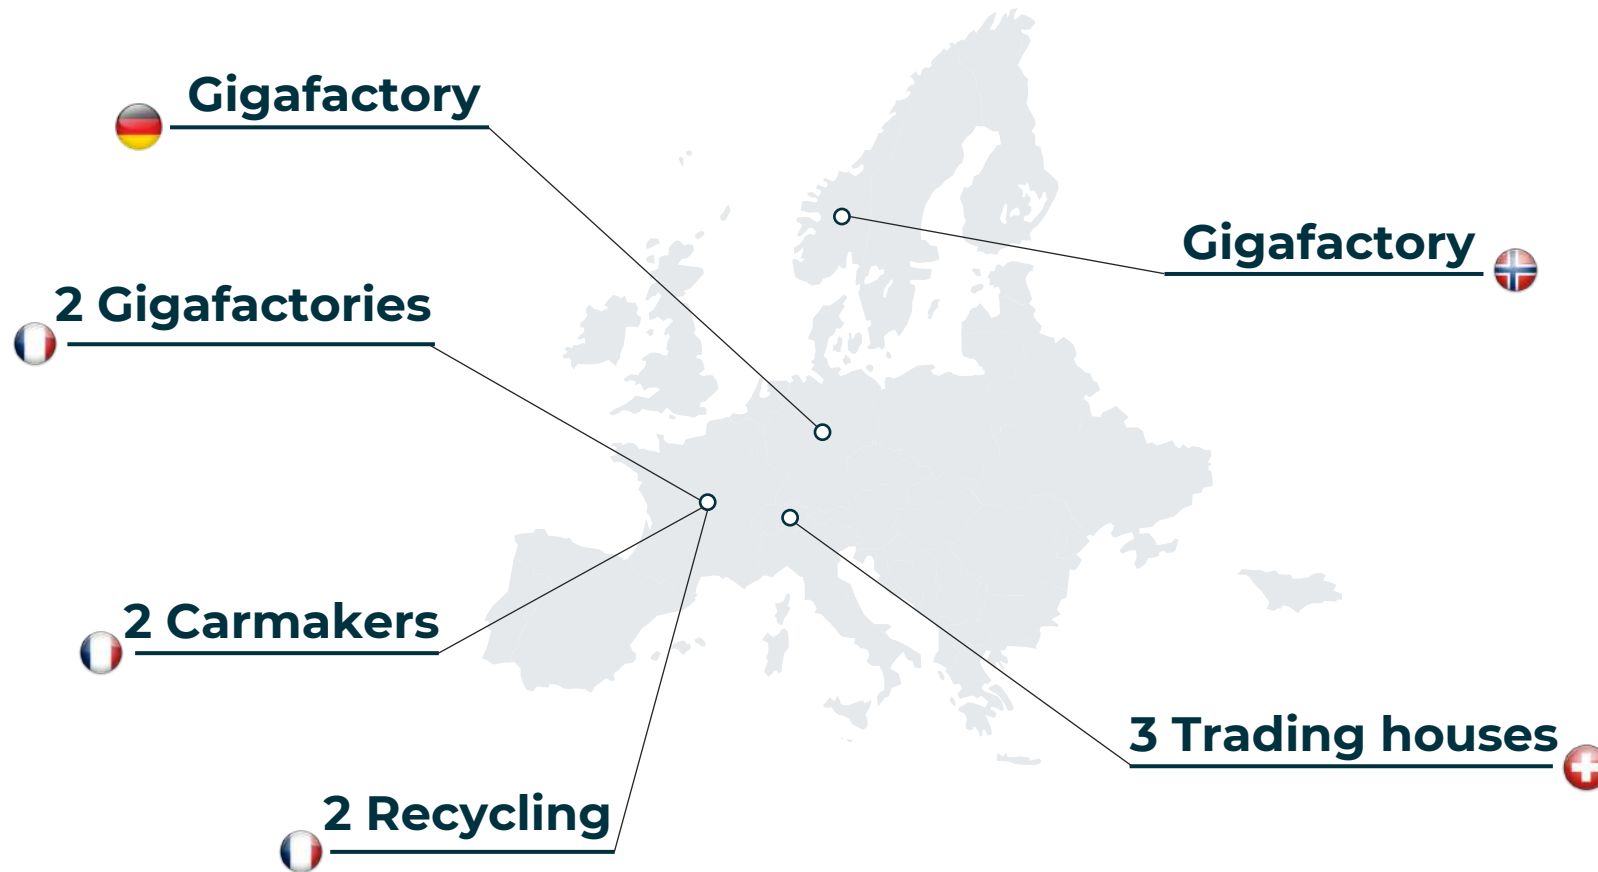 Gigafactory
Gigafactory
2 Gigafactories
2 Carmakers
3 Trading houses
2 Recycling